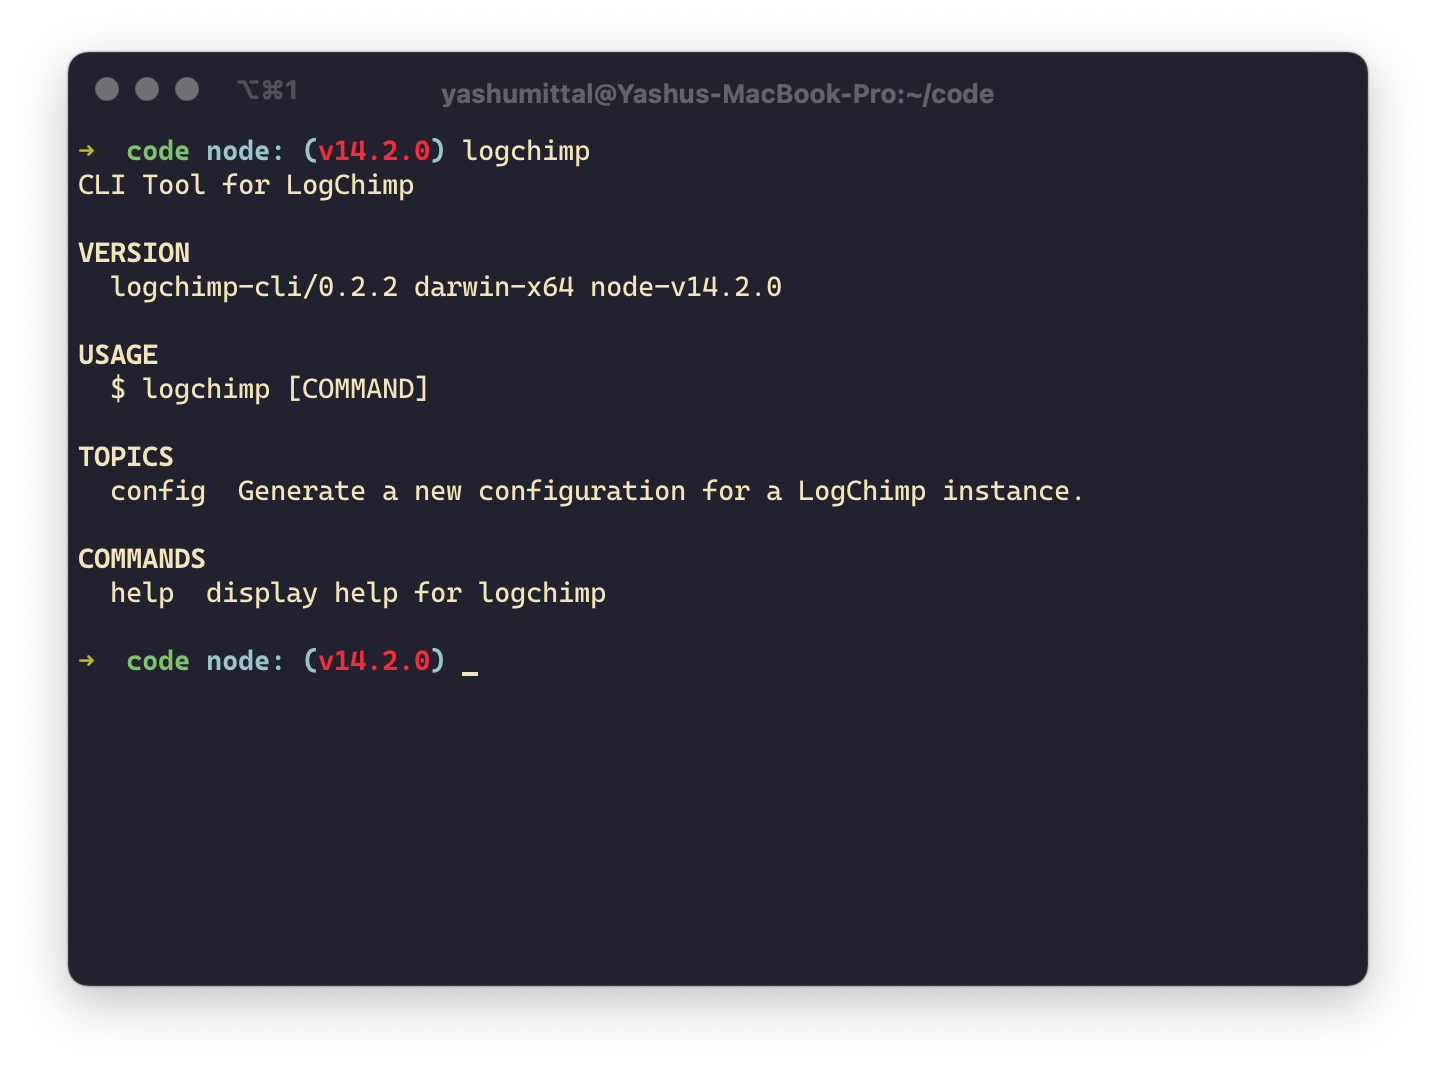 ⌥⌘1 yashumittal@Yashus-MacBook-Pro:~/code
➜  code node: (v14.2.0) logchimp
CLI Tool for LogChimp
VERSION
  logchimp-cli/0.2.2 darwin-x64 node-v14.2.0
USAGE
  $ logchimp [COMMAND]
TOPICS
  config  Generate a new configuration for a LogChimp instance.
COMMANDS
  help  display help for logchimp
➜  code node: (v14.2.0) _